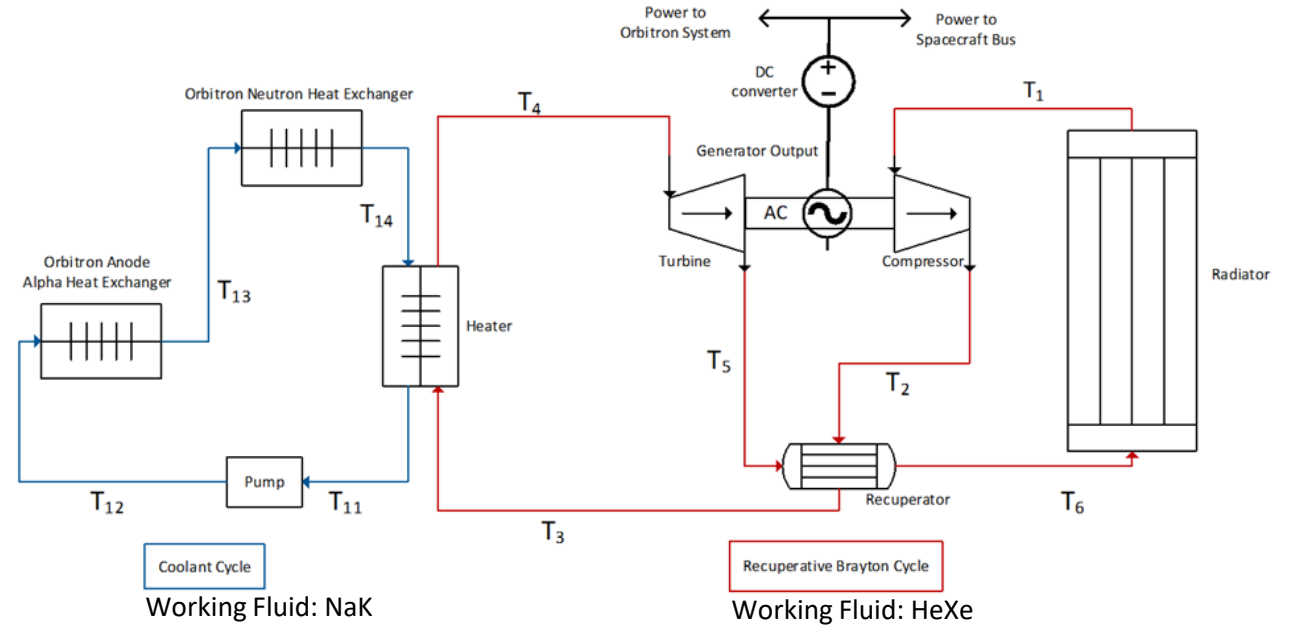 Power to
Orbitron System
Power to
Spacecraft Bus
DC
converter
+
−
Orbitron Neutron Heat Exchanger
T4
T1
Generator Output
T14
AC
Orbitron Anode
Alpha Heat Exchanger
Turbine
Compressor
Radiator
T13
Heater
T5
T2
Pump
T12
T11
Recuperator
T6
T3
Coolant Cycle
Recuperative Brayton Cycle
Working Fluid: NaK
Working Fluid: HeXe